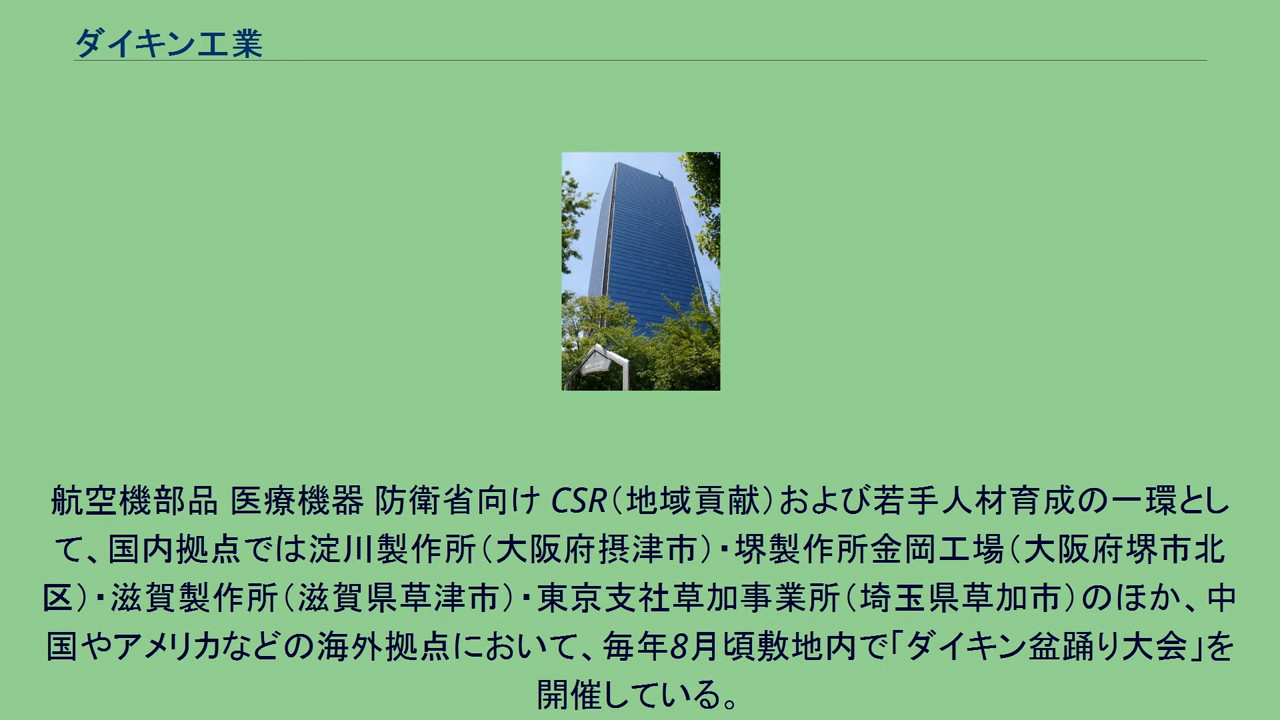 ダイキン工業
航空機部品 医療機器 防衛省向け CSR（地域貢献）および若手人材育成の一環とし
て、国内拠点では淀川製作所（大阪府摂津市）・堺製作所金岡工場（大阪府堺市北
区）・滋賀製作所（滋賀県草津市）・東京支社草加事業所（埼玉県草加市）のほか、中
国やアメリカなどの海外拠点において、毎年8月頃敷地内で「ダイキン盆踊り大会」を
開催している。